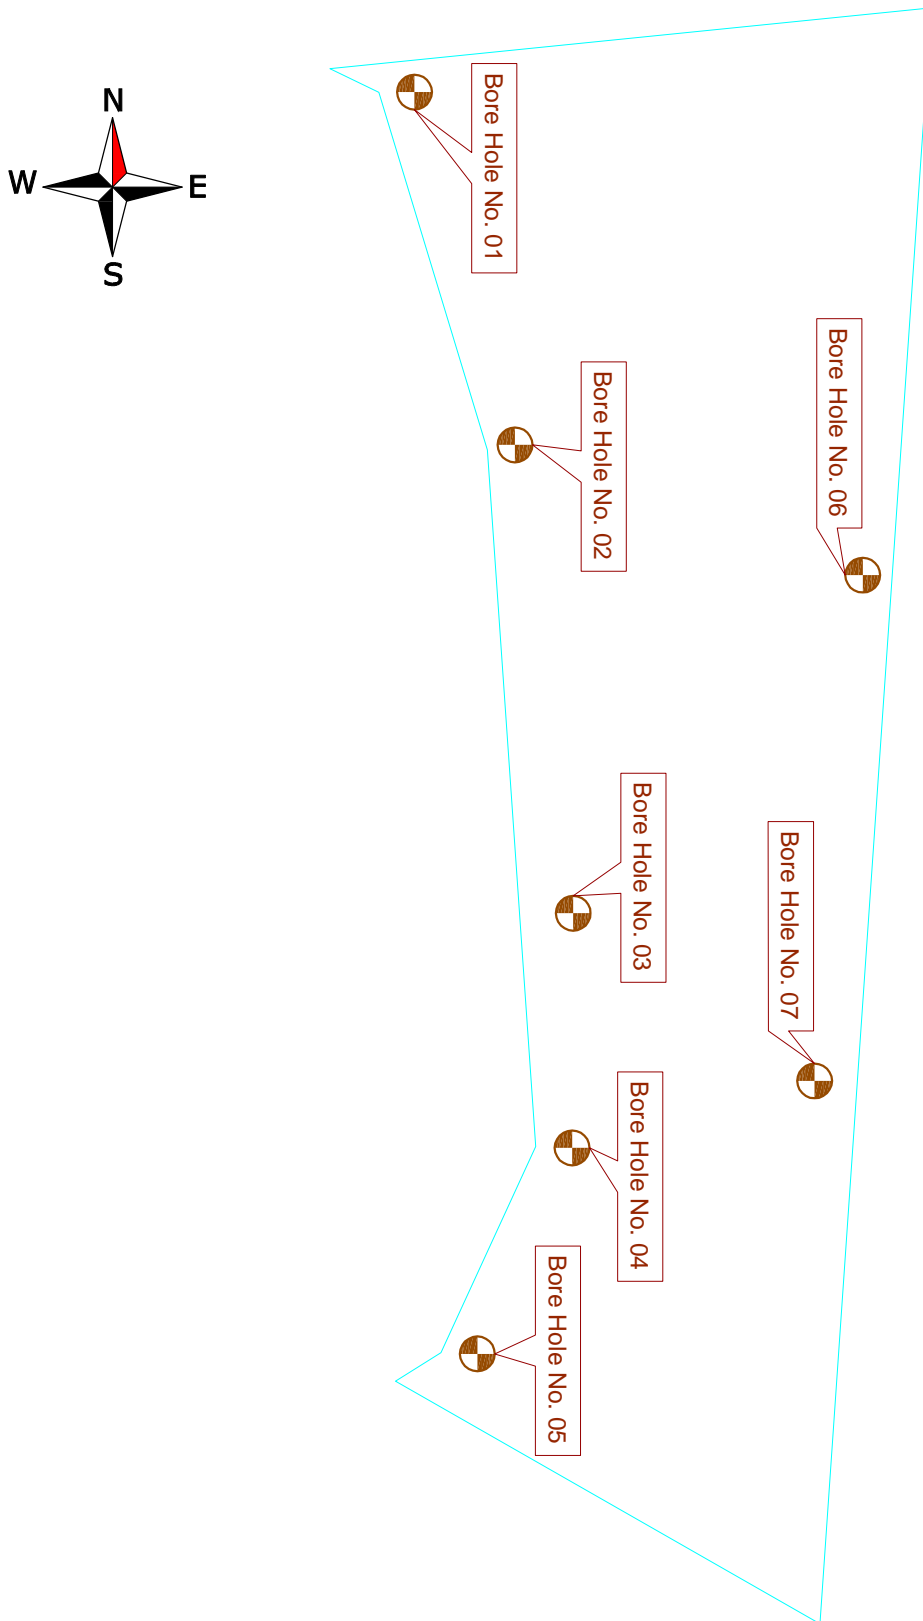 N
W
E
S
Bore Hole No. 01
Bore Hole No. 02
Bore Hole No. 06
Bore Hole No. 03
Bore Hole No. 07
Bore Hole No. 04
Bore Hole No. 05